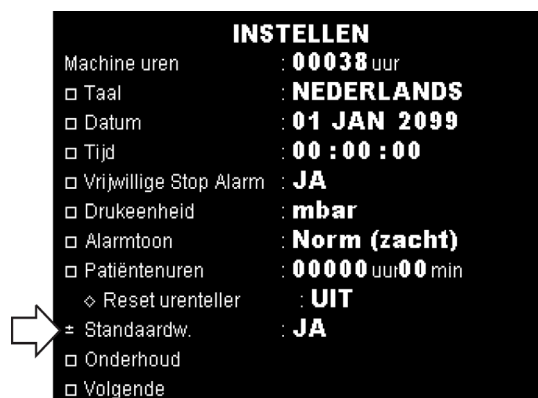 INSTELLEN
Machine uren : 00038 uur
□ Taal : NEDERLANDS
□ Datum : 01 JAN 2099
□ Tijd : 00:00:00
□ Vrijwillige Stop Alarm : JA
□ Drukeenheid : mbar
□ Alarmtoon : Norm (zacht)
□ Patiëntenuren : 00000 uur 00 min
◇ Reset urenteller : UIT
± Standaardw. : JA
□ Onderhoud
□ Volgende